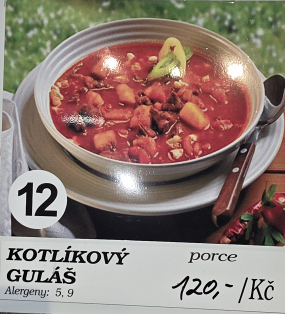 12
KOTLÍKOVÝ
GULÁŠ
Alergeny: 5, 9
porce
120,-/Kč